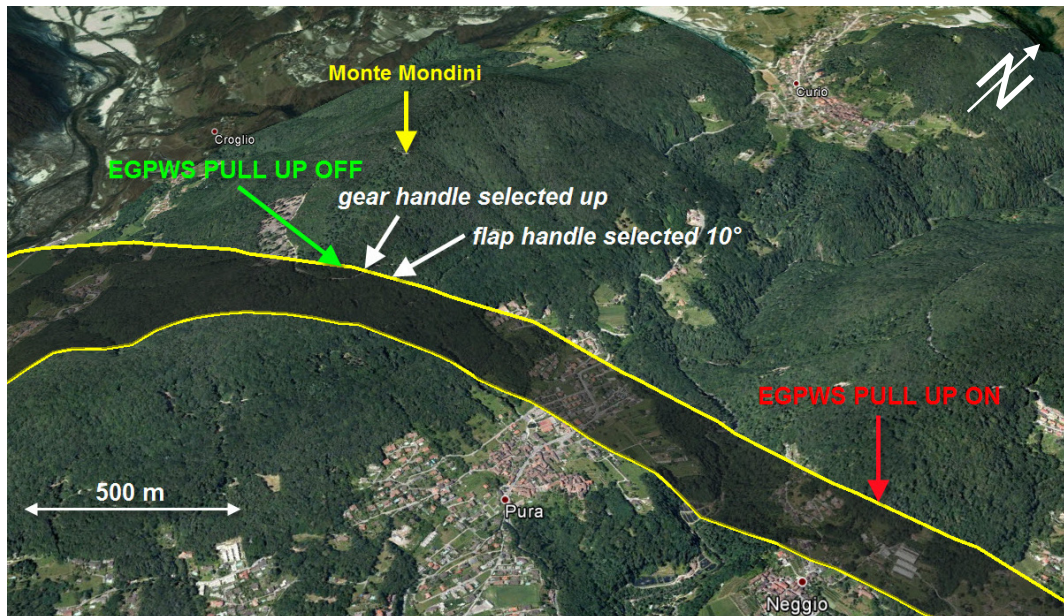 Monte Mondini
Curio
N
Croglio
EGPWS PULL UP OFF
gear handle selected up
flap handle selected 10°
EGPWS PULL UP ON
500 m
Pura
Neggio